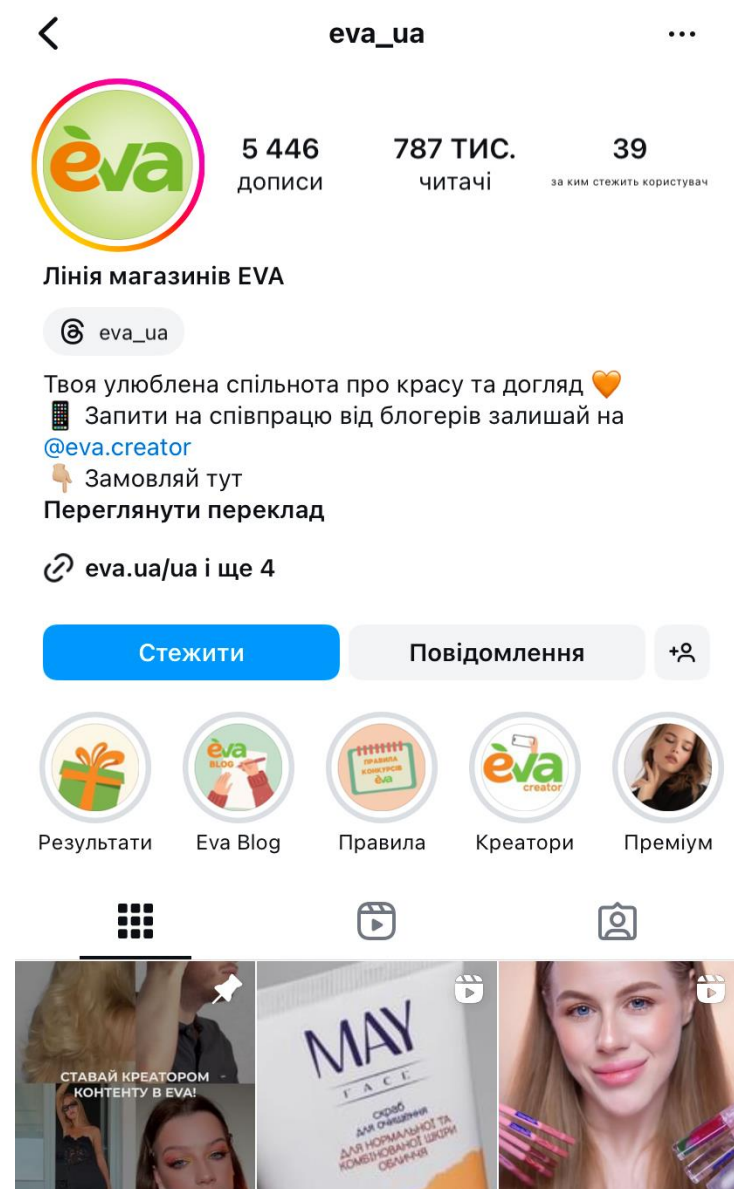 eva_ua
èva
5 446
дописи
787 ТИС.
читачі
39
за ким стежить користувач
Лінія магазинів EVA
eva_ua
Твоя улюблена спільнота про красу та догляд 🧡
📱 Запити на співпрацю від блогерів залишай на
@eva.creator
👇🏼 Замовляй тут
Переглянути переклад
eva.ua/ua і ще 4
Стежити
Повідомлення
èva
BLOG
ПРАВИЛА
КОНКУРСІВ
èva
èva
creator
Результати
Eva Blog
Правила
Креатори
Преміум
СТАВАЙ КРЕАТОРОМ
КОНТЕНТУ В EVA!
MAY
FACE
скраб
для очищення
ДЛЯ НОРМАЛЬНОЇ ТА
КОМБІНОВАНОЇ ШКІРИ
ОБЛИЧЧЯ